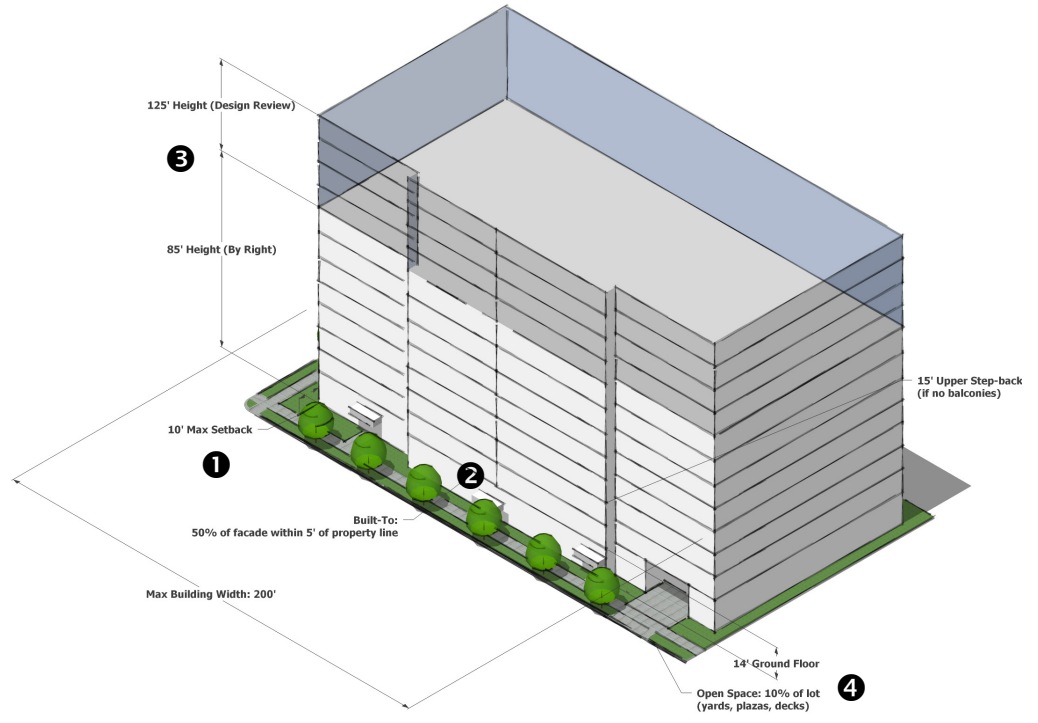 125' Height (Design Review)
3
85' Height (By Right)
15' Upper Step-back
(if no balconies)
10' Max Setback
1
2
Built-To:
50% of facade within 5' of property line
Max Building Width: 200'
14' Ground Floor
4
Open Space: 10% of lot
(yards, plazas, decks)